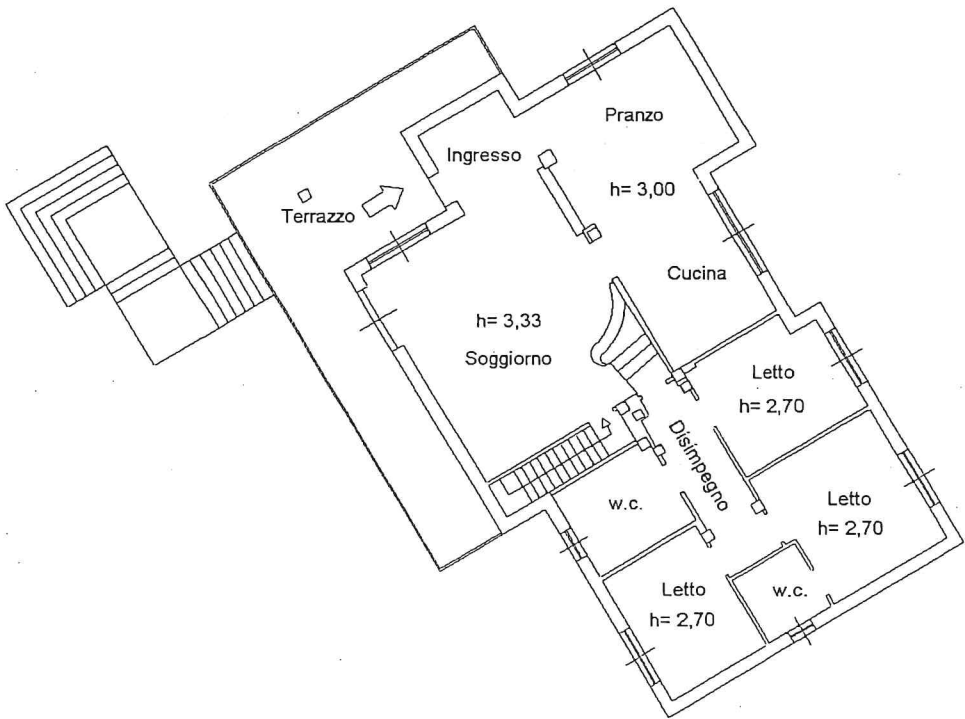 Pranzo
Ingresso
h= 3,00
Terrazzo
Cucina
h= 3,33
Soggiorno
Letto
h= 2,70
Disimpegno
w.c.
Letto
h= 2,70
Letto
h= 2,70
w.c.